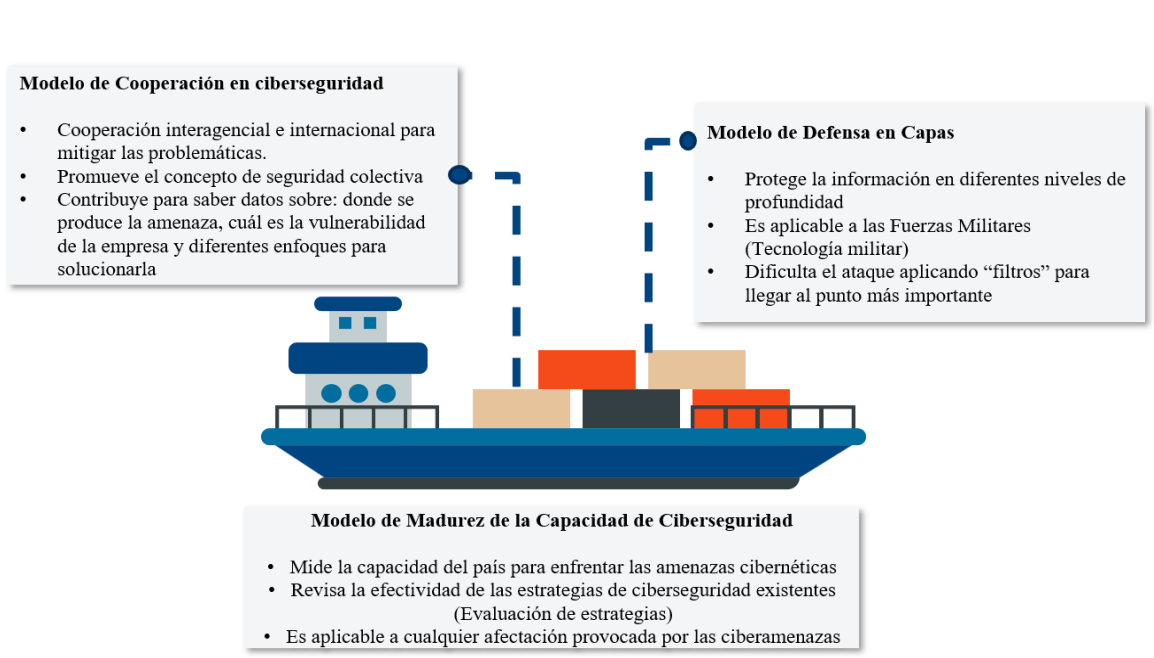 Modelo de Cooperación en ciberseguridad
• Cooperación interagencial e internacional para
mitigar las problemáticas.
• Promueve el concepto de seguridad colectiva
• Contribuye para saber datos sobre: donde se
produce la amenaza, cuál es la vulnerabilidad
de la empresa y diferentes enfoques para
solucionarla
Modelo de Defensa en Capas
• Protege la información en diferentes niveles de
profundidad
• Es aplicable a las Fuerzas Militares
(Tecnología militar)
• Dificulta el ataque aplicando “filtros” para
llegar al punto más importante
Modelo de Madurez de la Capacidad de Ciberseguridad
• Mide la capacidad del país para enfrentar las amenazas cibernéticas
• Revisa la efectividad de las estrategias de ciberseguridad existentes
(Evaluación de estrategias)
• Es aplicable a cualquier afectación provocada por las ciberamenazas